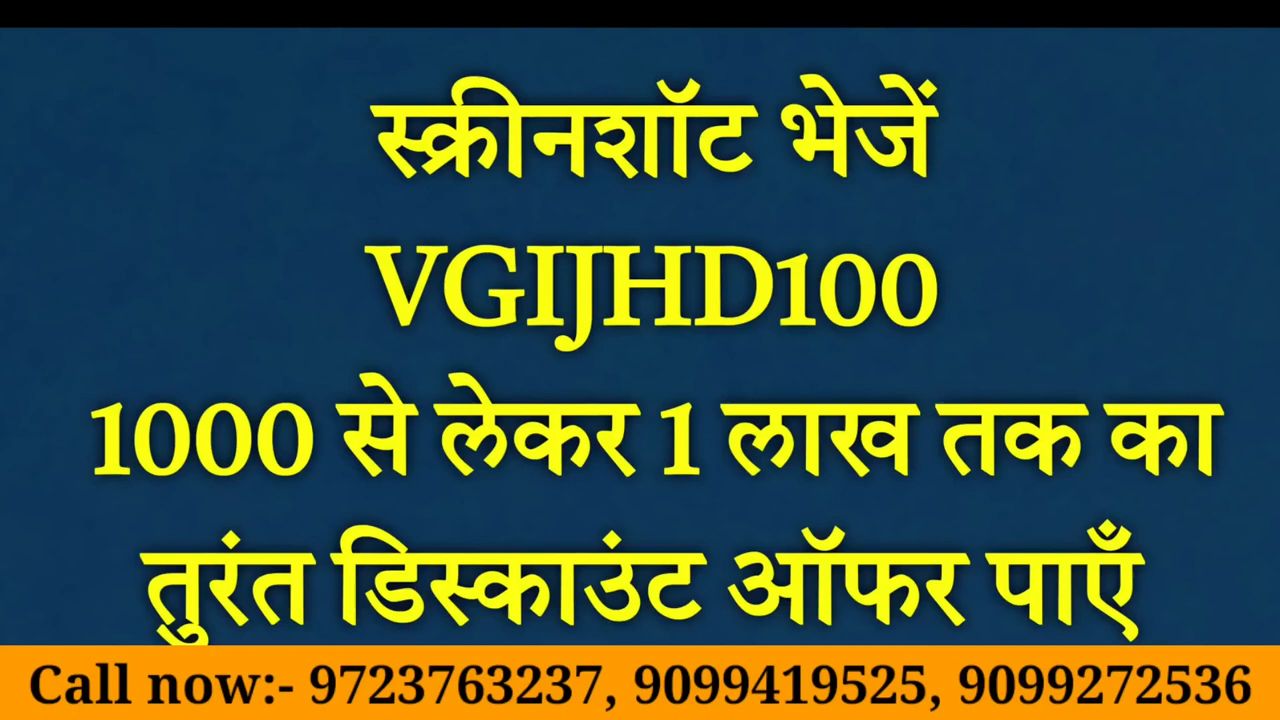 स्क्रीनशॉट भेजें
VGIJHD100
1000 से लेकर 1 लाख तक का
तुरंत डिस्काउंट ऑफर पाएँ
Call now:- 9723763237, 9099419525, 9099272536